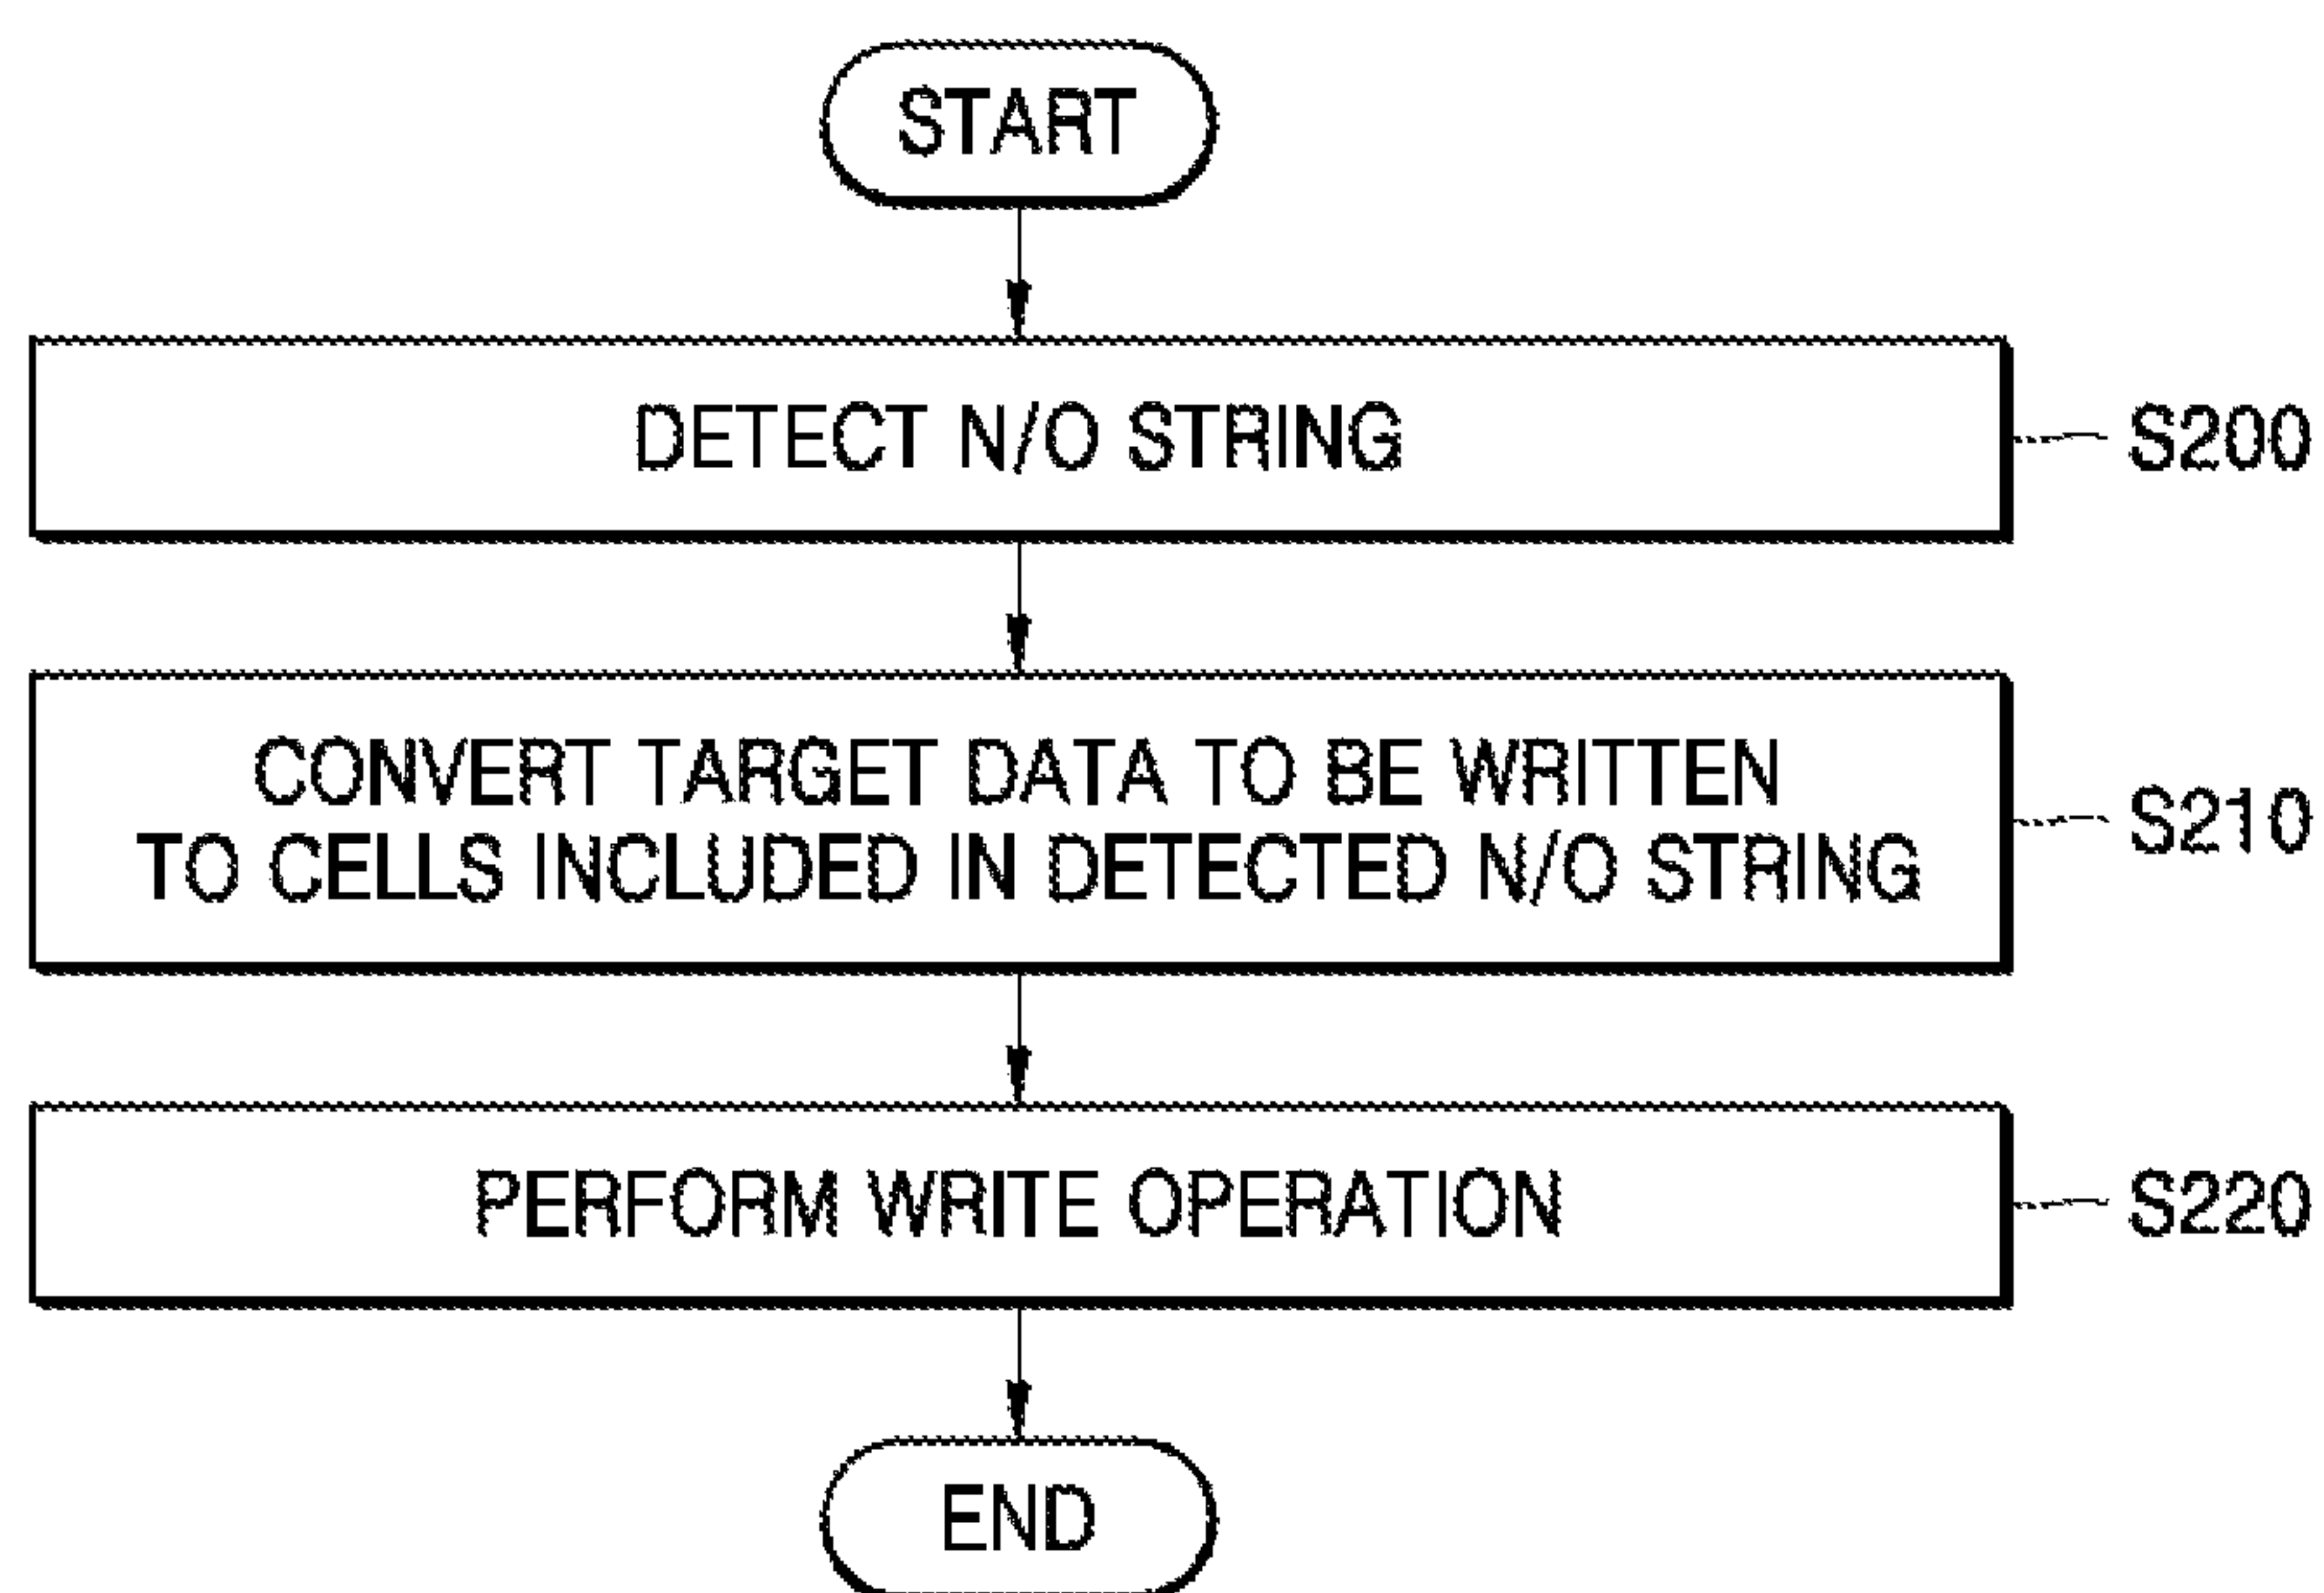 START
DETECT N/O STRING
S200
CONVERT TARGET DATA TO BE WRITTEN
TO CELLS INCLUDED IN DETECTED N/O STRING
S210
PERFORM WRITE OPERATION
S220
END